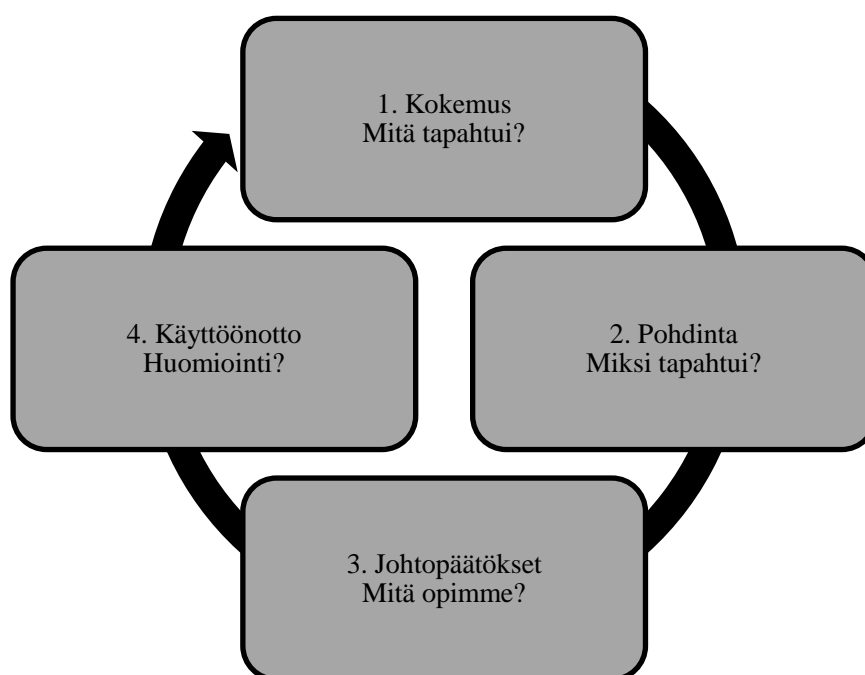 1. Kokemus
Mitä tapahtui?
2. Pohdinta
Miksi tapahtui?
3. Johtopäätökset
Mitä opimme?
4. Käyttöönotto
Huomiointi?